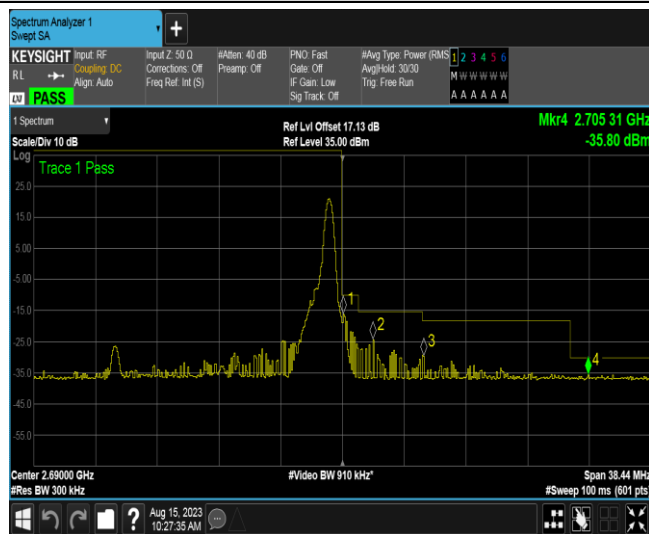 Spectrum Analyzer 1
Swept SA
+
KEYSIGHT
RL
LXI PASS
Input: RF
Coupling: DC
Align: Auto
Input Z: 50 Ω
Corrections: Off
Freq Ref: Int (S)
#Atten: 40 dB
Preamp: Off
PNO: Fast
Gate: Off
IF Gain: Low
Sig Track: Off
#Avg Type: Power (RMS
Avg|Hold: 30/30
Trig: Free Run
1 2 3 4 5 6
M W W W W W
A A A A A A
1 Spectrum
Scale/Div 10 dB
Ref Lvl Offset 17.13 dB
Ref Level 35.00 dBm
Mkr4 2.705 31 GHz
-35.80 dBm
Log
Trace 1 Pass
25.0
15.0
5.00
-5.00
-15.0
-25.0
-35.0
-45.0
-55.0
1
2
3
4
Center 2.69000 GHz
#Res BW 300 kHz
#Video BW 910 kHz*
Span 38.44 MHz
#Sweep 100 ms (601 pts)
?
Aug 15, 2023
10:27:35 AM